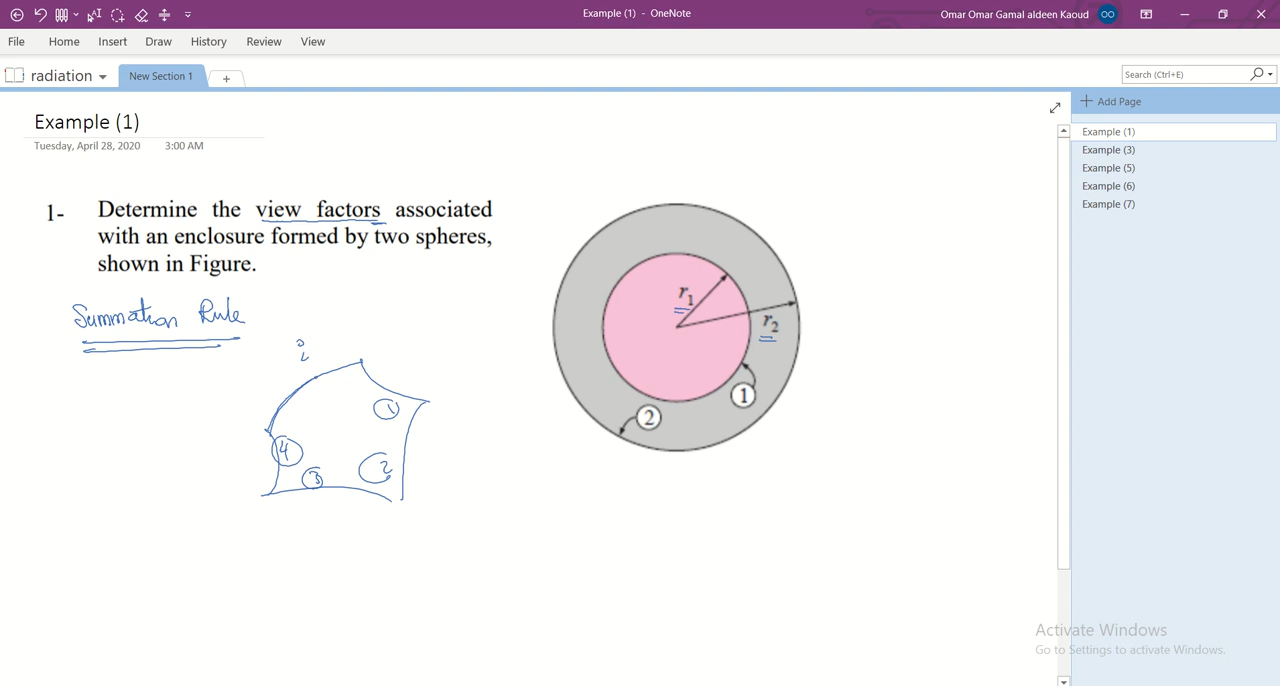 Example (1) - OneNote
Omar Omar Gamal aldeen Kaoud OO
File Home Insert Draw History Review View
radiation New Section 1 +
Search (Ctrl+E)
Add Page
Example (1)
Example (3)
Example (5)
Example (6)
Example (7)
Example (1)
Tuesday, April 28, 2020 3:00 AM
1- Determine the view factors associated
with an enclosure formed by two spheres,
shown in Figure.
Summation Rule
i
1
4
2
3
r1
r2
1
2
Activate Windows
Go to Settings to activate Windows.